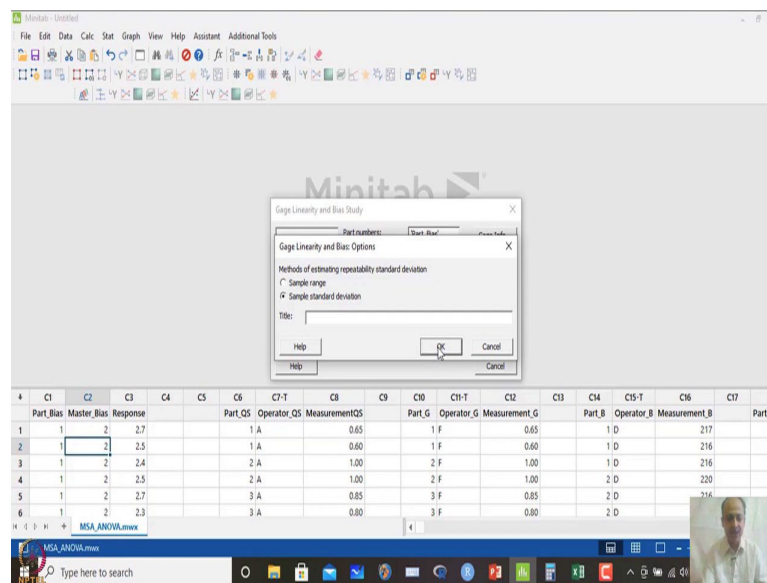 Minitab - Untitled
File Edit Data Calc Stat Graph View Help Assistant Additional Tools
Minitab
Gage Linearity and Bias Study
Part numbers: 'Part_Bias' Gage Info...
Gage Linearity and Bias: Options
Methods of estimating repeatability standard deviation
Sample range
Sample standard deviation
Title:
Help OK Cancel
Help Cancel
C1 C2 C3 C4 C5 C6 C7-T C8 C9 C10 C11-T C12 C13 C14 C15-T C16 C17
Part_Bias Master_Bias Response Part_QS Operator_QS MeasurementQS Part_G Operator_G Measurement_G Part_B Operator_B Measurement_B Part
1 1 2 2.7 1 A 0.65 1 F 0.65 1 D 217
2 1 2 2.5 1 A 0.60 1 F 0.60 1 D 216
3 1 2 2.4 2 A 1.00 2 F 1.00 1 D 216
4 1 2 2.5 2 A 1.00 2 F 1.00 2 D 220
5 1 2 2.7 3 A 0.85 3 F 0.85 2 D 216
6 1 2 2.3 3 A 0.80 3 F 0.80 2 D
MSA_ANOVA.mwx
MSA_ANOVA.mwx
Type here to search
NPTEL